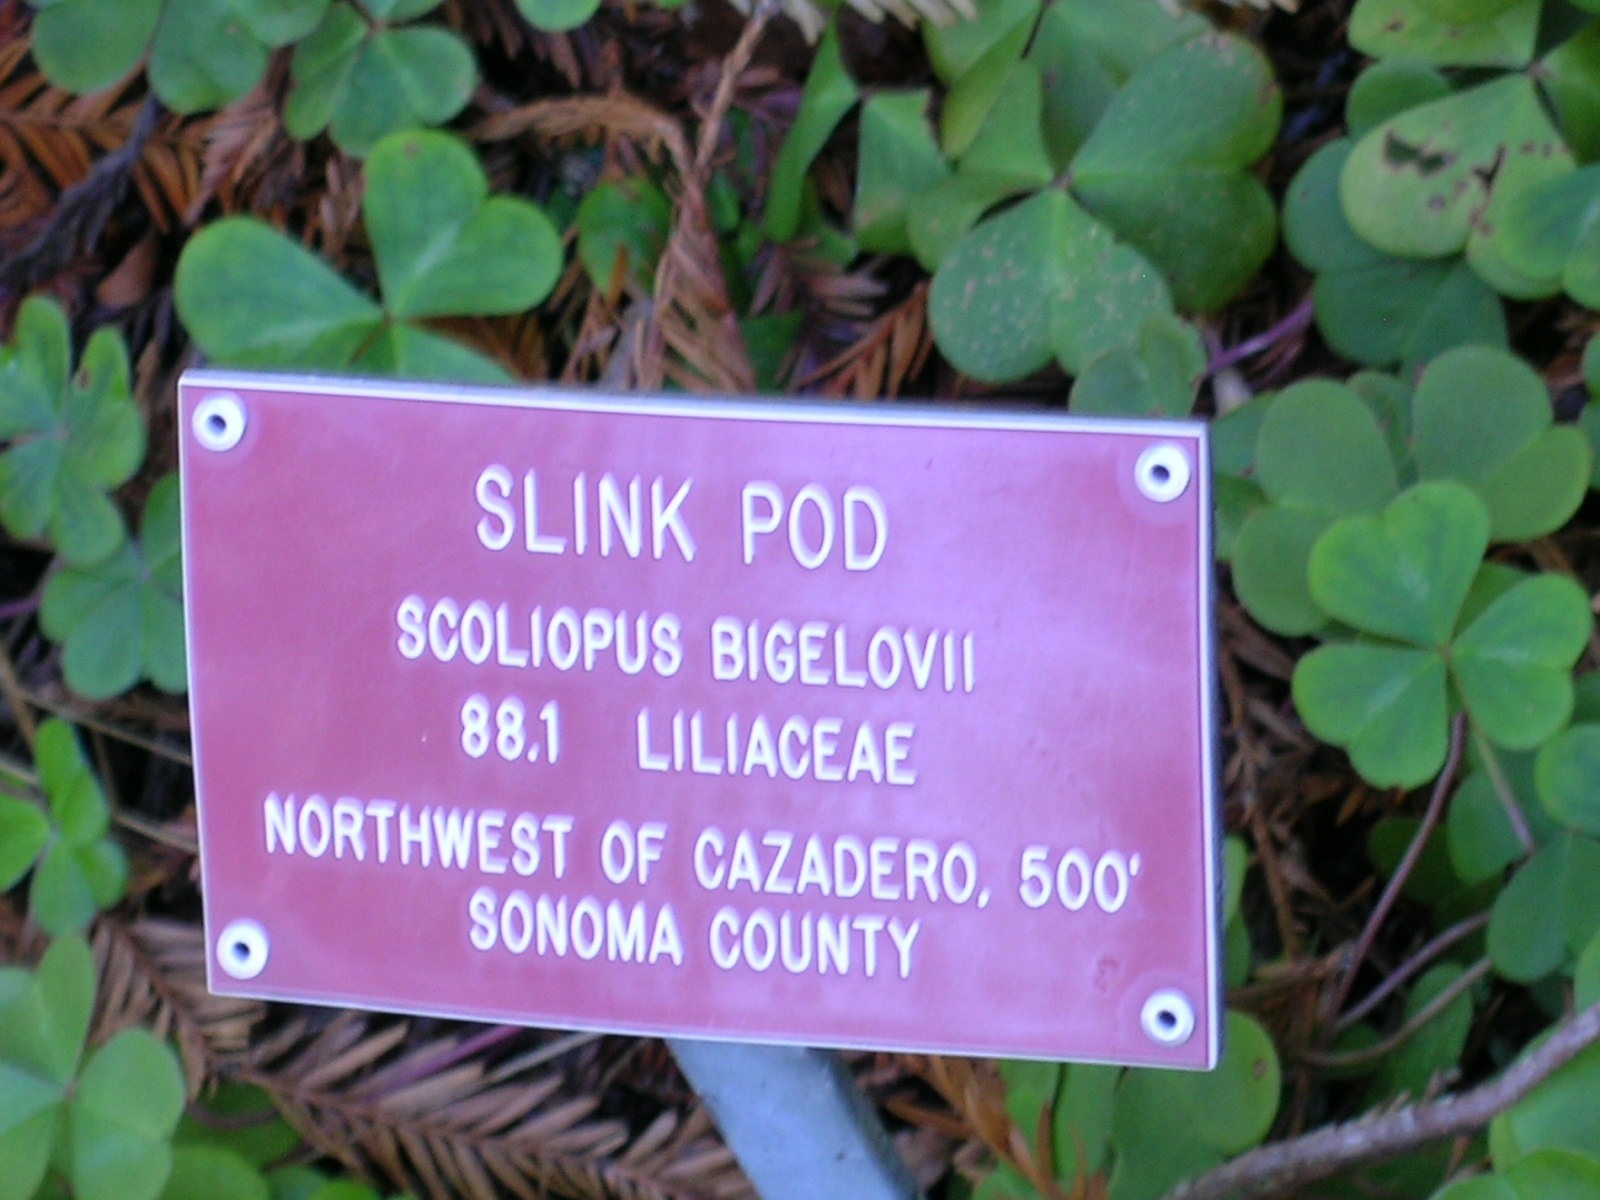 SLINK POD
SCOLIOPUS BIGELOVII
88.1 LILIACEAE
NORTHWEST OF CAZADERO, 500'
SONOMA COUNTY